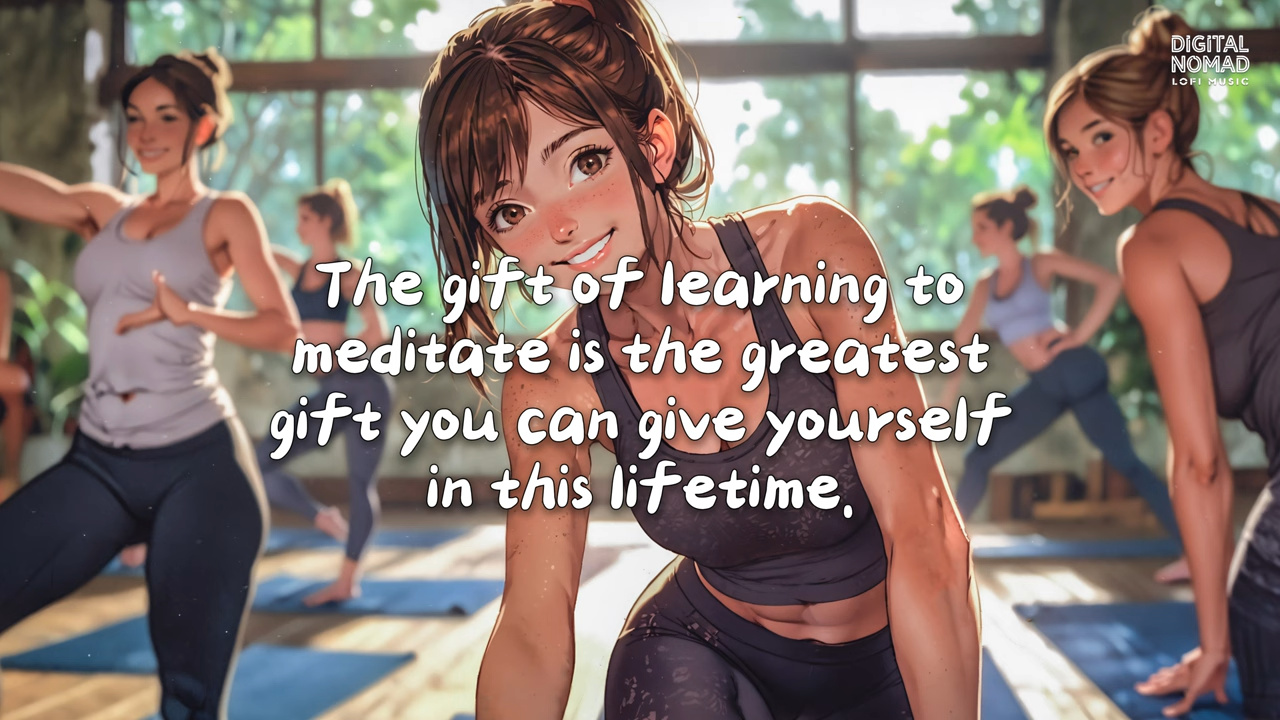 DiGiTAL
NOMAD
LOFI MUSIC
The gift of learning to
meditate is the greatest
gift you can give yourself
in this lifetime,